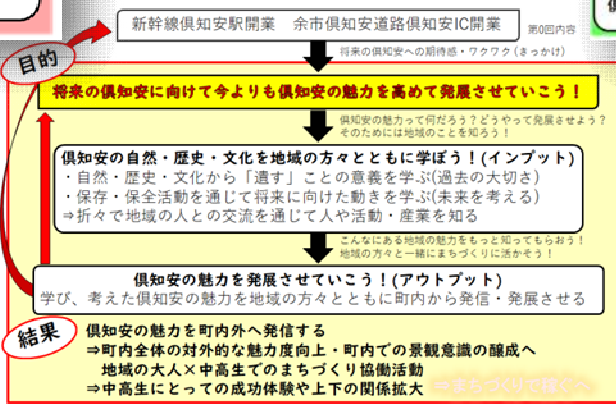 新幹線倶知安駅開業 余市倶知安道路倶知安IC開業
第0回内容
将来の倶知安への期待感・ワクワク(きっかけ)
目的
将来の倶知安に向けて今よりも倶知安の魅力を高めて発展させていこう！
倶知安の魅力って何だろう？どうやって発展させよう？
そのためには地域のことを知ろう！
倶知安の自然・歴史・文化を地域の方々とともに学ぼう！(インプット)
・自然・歴史・文化から「遺す」ことの意義を学ぶ(過去の大切さ)
・保存・保全活動を通じて将来に向けた動きを学ぶ(未来を考える)
⇒折々で地域の人との交流を通じて人や活動・産業を知る
こんなにある地域の魅力をもっと知ってもらおう！
地域の方々と一緒にまちづくりに活かそう！
倶知安の魅力を発展させていこう！(アウトプット)
学び、考えた倶知安の魅力を地域の方々とともに町内から発信・発展させる
結果
倶知安の魅力を町内外へ発信する
⇒町内全体の対外的な魅力度向上・町内での景観意識の醸成へ
地域の大人×中高生でのまちづくり協働活動
⇒中高生にとっての成功体験や上下の関係拡大
⇒まちづくりで稼ぐへ